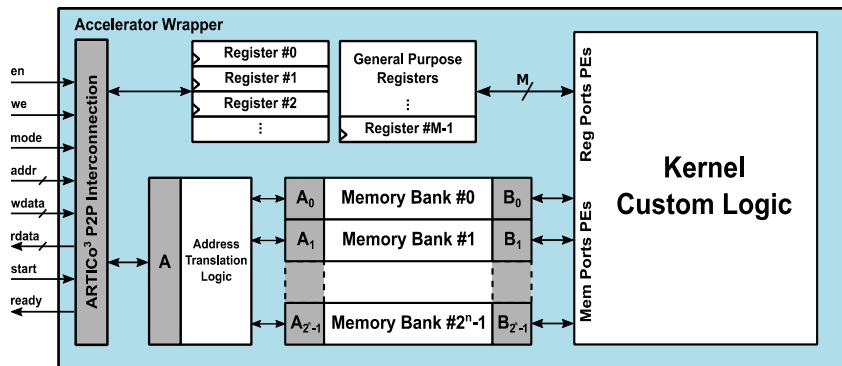 Accelerator Wrapper
en
we
mode
addr
wdata
rdata
start
ready
ARTICo³ P2P Interconnection
Register #0
Register #1
Register #2
⋮
General Purpose
Registers
⋮
Register #M-1
M
Reg Ports PEs
Mem Ports PEs
Kernel
Custom Logic
A
Address
Translation
Logic
A₀ Memory Bank #0 B₀
A₁ Memory Bank #1 B₁
A₂ⁿ-1 Memory Bank #2ⁿ-1 B₂ⁿ-1